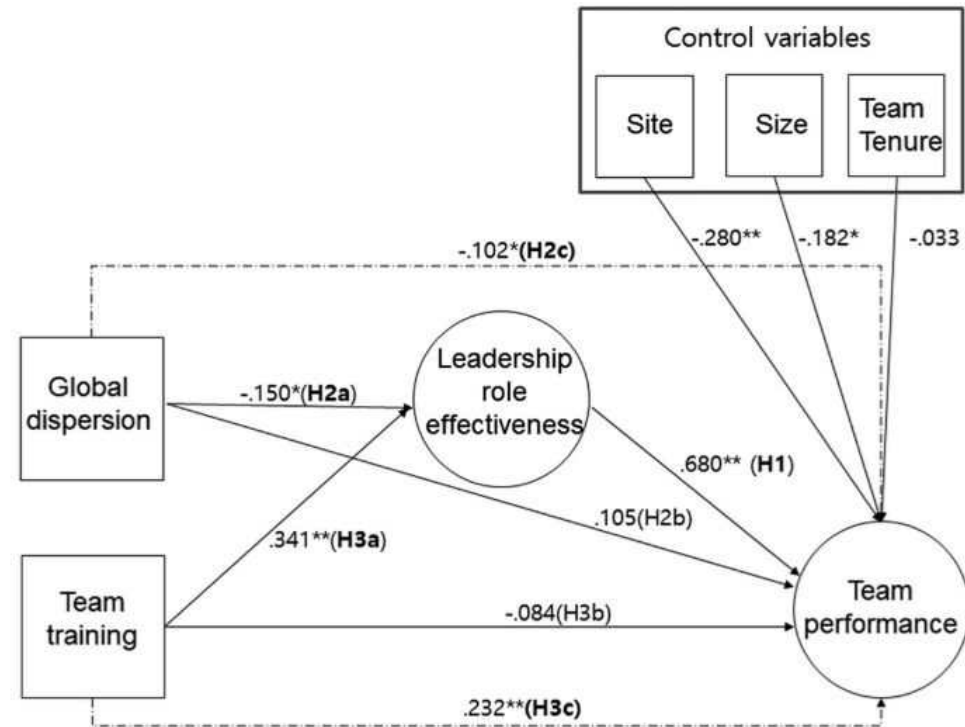 Control variables
Site
Size
Team
Tenure
-.280**
-.182*
-.033
-.102*(H2c)
Global
dispersion
-.150*(H2a)
Leadership
role
effectiveness
.680** (H1)
.105(H2b)
.341**(H3a)
Team
training
-.084(H3b)
Team
performance
.232**(H3c)